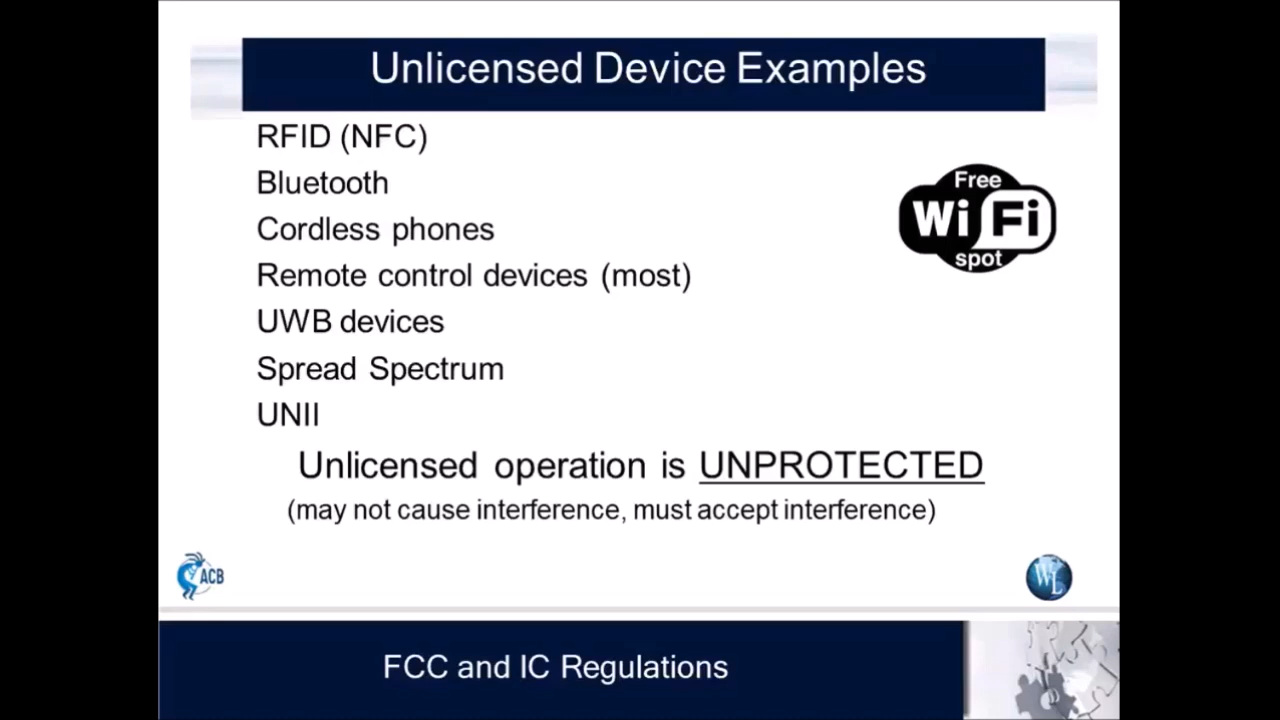 Unlicensed Device Examples
RFID (NFC)
Bluetooth
Cordless phones
Remote control devices (most)
UWB devices
Spread Spectrum
UNII
Unlicensed operation is UNPROTECTED
(may not cause interference, must accept interference)
Free
Wi Fi
spot
ACB
WL
FCC and IC Regulations